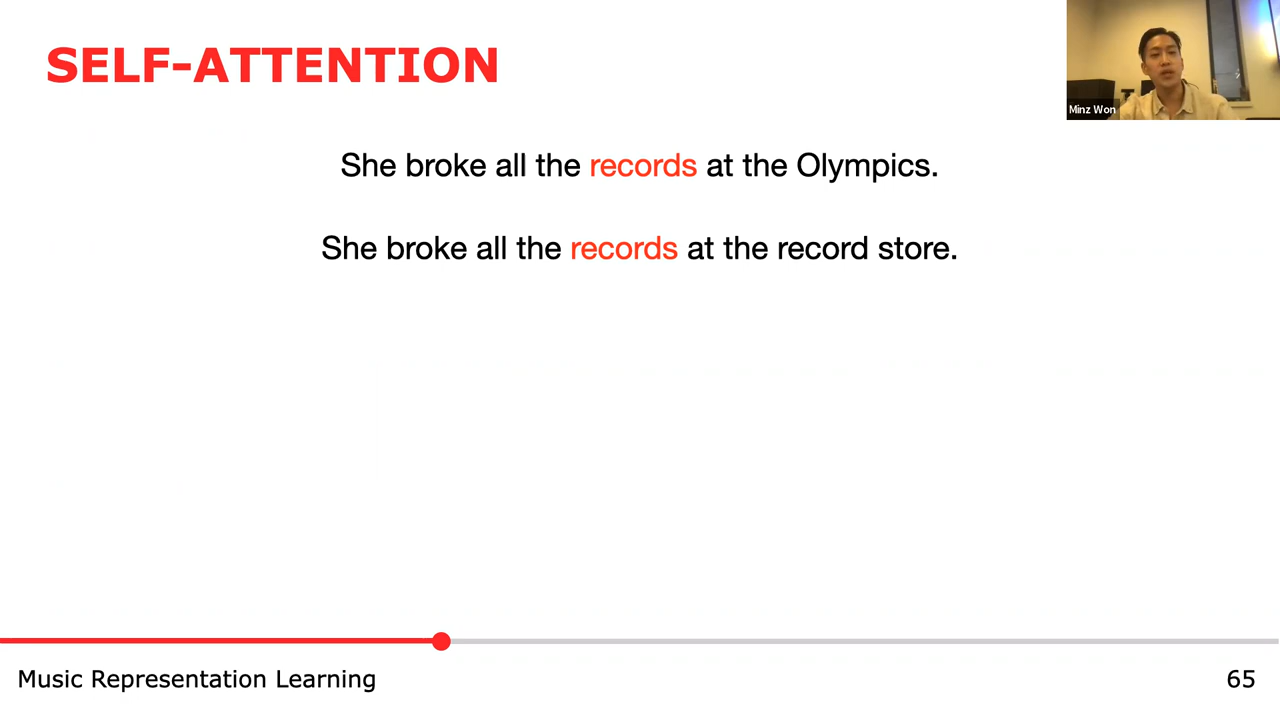 SELF-ATTENTION
Minz Won
She broke all the records at the Olympics.
She broke all the records at the record store.
Music Representation Learning
65